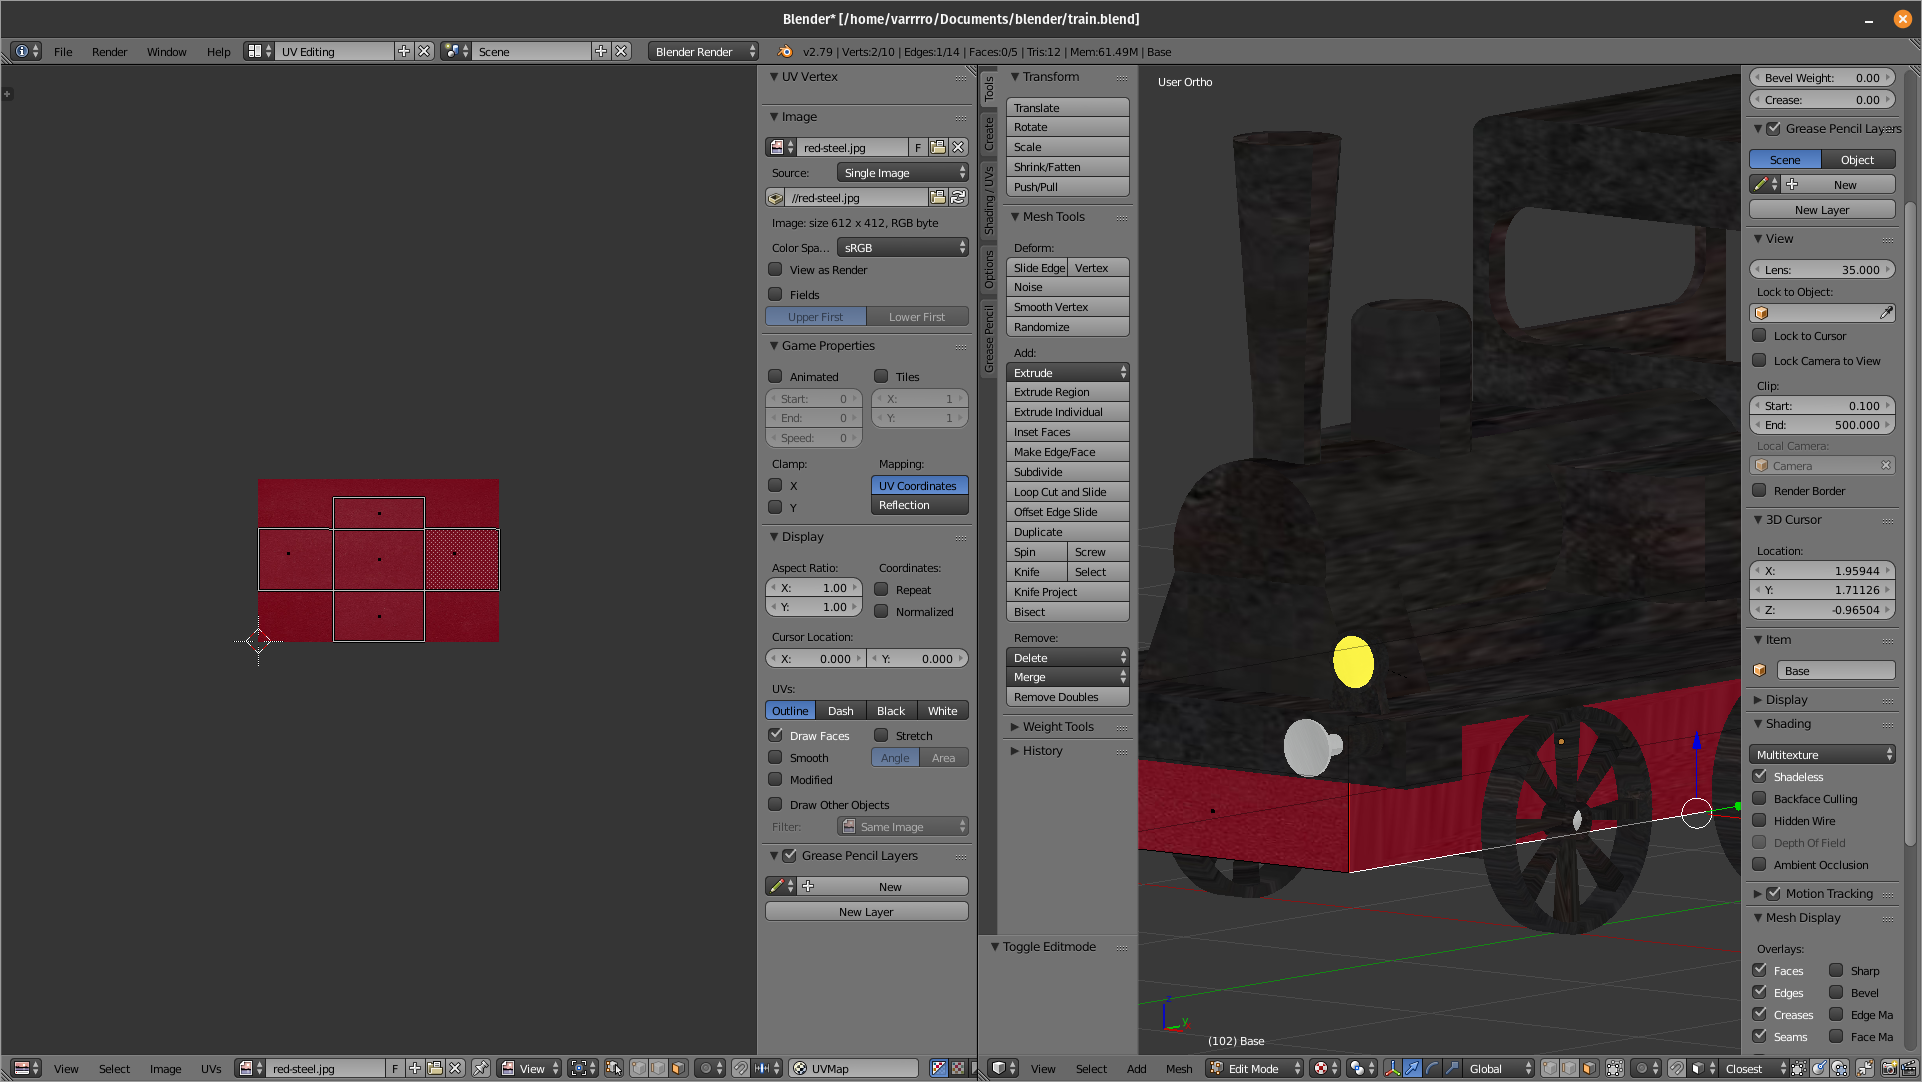 Blender* [/home/varrrro/Documents/blender/train.blend]
File Render Window Help UV Editing Scene Blender Render v2.79 | Verts:2/10 | Edges:1/14 | Faces:0/5 | Tris:12 | Mem:61.49M | Base
UV Vertex
Image
red-steel.jpg F
Source: Single Image
//red-steel.jpg
Image: size 612 x 412, RGB byte
Color Spa... sRGB
View as Render
Fields
Upper First Lower First
Game Properties
Animated Tiles
Start: 0 X: 1
End: 0 Y: 1
Speed: 0
Clamp: Mapping:
X UV Coordinates
Y Reflection
Display
Aspect Ratio: Coordinates:
X: 1.00 Repeat
Y: 1.00 Normalized
Cursor Location:
X: 0.000 Y: 0.000
UVs:
Outline Dash Black White
Draw Faces Stretch
Smooth Angle Area
Modified
Draw Other Objects
Filter: Same Image
Grease Pencil Layers
New
New Layer
Tools
Create
Shading / UVs
Options
Grease Pencil
Transform
Translate
Rotate
Scale
Shrink/Fatten
Push/Pull
Mesh Tools
Deform:
Slide Edge Vertex
Noise
Smooth Vertex
Randomize
Add:
Extrude
Extrude Region
Extrude Individual
Inset Faces
Make Edge/Face
Subdivide
Loop Cut and Slide
Offset Edge Slide
Duplicate
Spin Screw
Knife Select
Knife Project
Bisect
Remove:
Delete
Merge
Remove Doubles
Weight Tools
History
Toggle Editmode
User Ortho
z
y
(102) Base
Bevel Weight: 0.00
Crease: 0.00
Grease Pencil Layers
Scene Object
New
New Layer
View
Lens: 35.000
Lock to Object:
Lock to Cursor
Lock Camera to View
Clip:
Start: 0.100
End: 500.000
Local Camera:
Camera
Render Border
3D Cursor
Location:
X: 1.95944
Y: 1.71126
Z: -0.96504
Item
Base
Display
Shading
Multitexture
Shadeless
Backface Culling
Hidden Wire
Depth Of Field
Ambient Occlusion
Motion Tracking
Mesh Display
Overlays:
Faces Sharp
Edges Bevel
Creases Edge Ma
Seams Face Ma
View Select Image UVs red-steel.jpg F View UVMap
View Select Add Mesh Edit Mode Global Closest